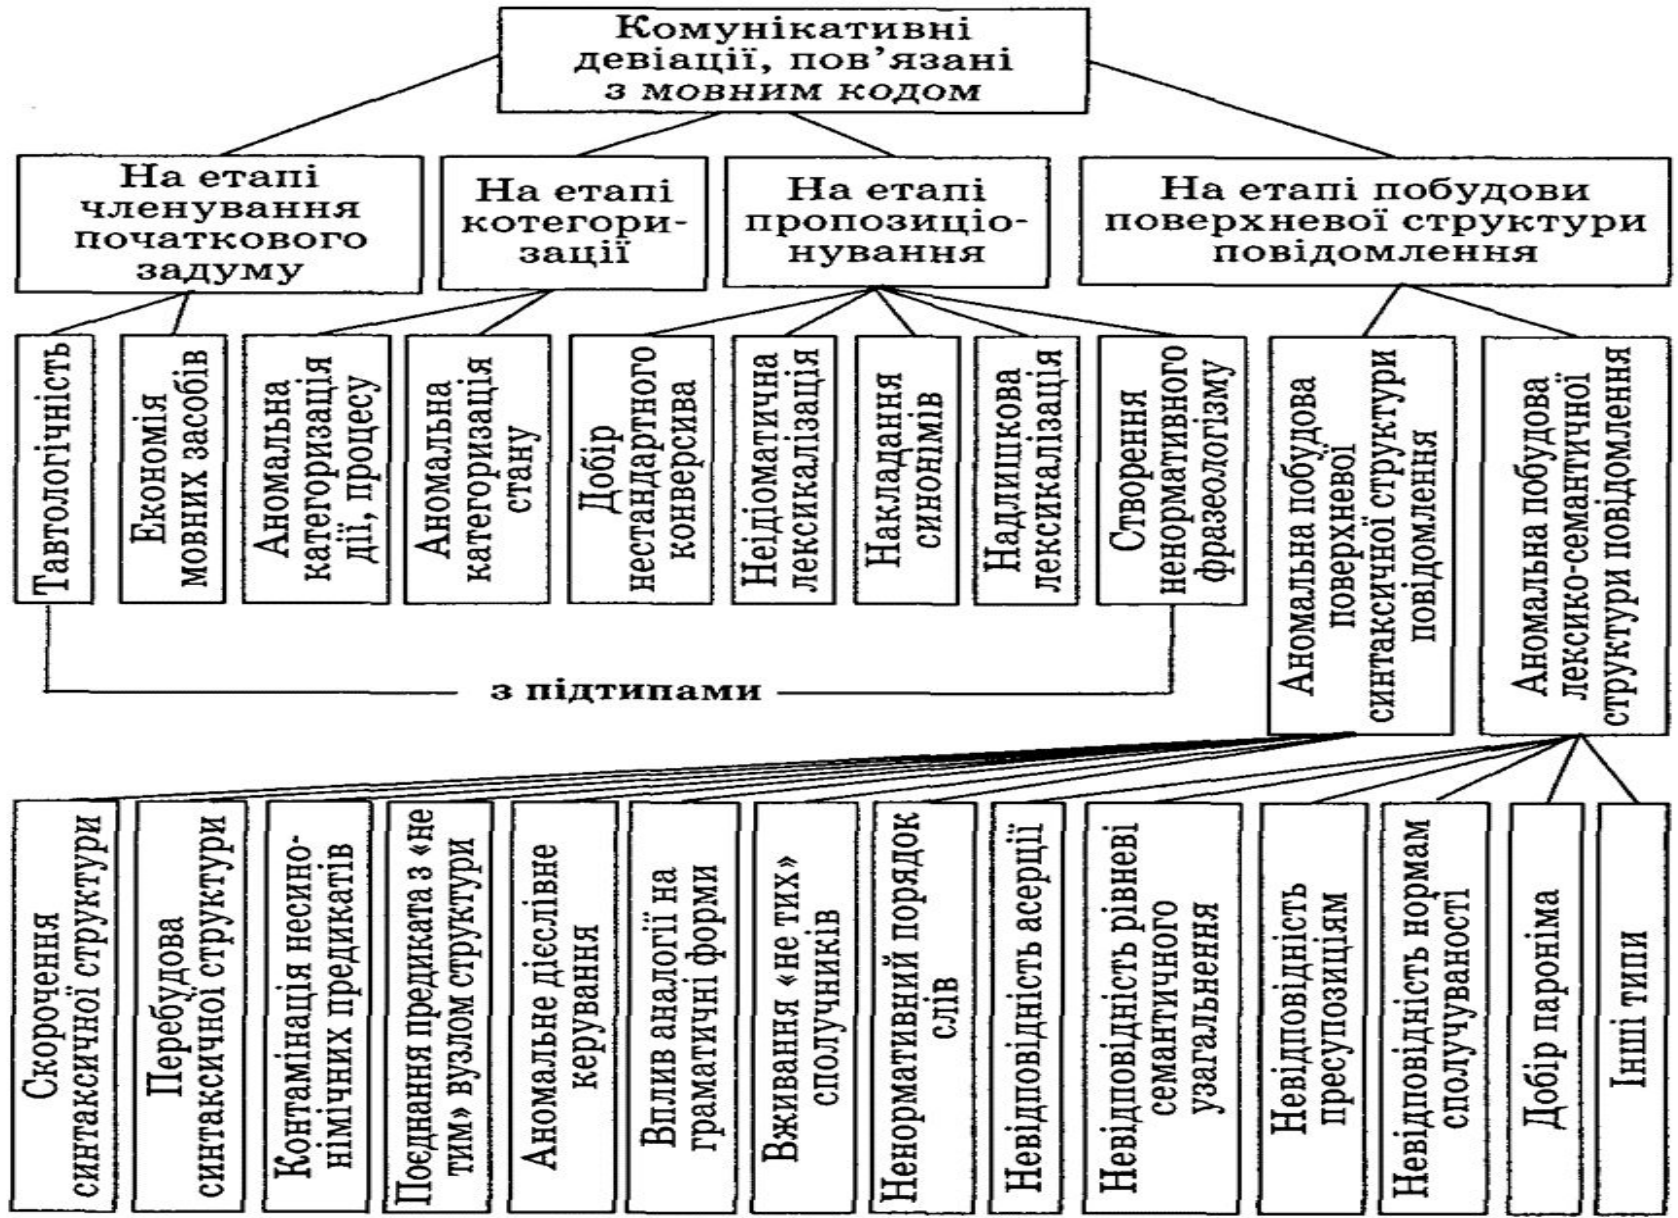 Комунікативні
девіації, пов’язані
з мовним кодом
На етапі
членування
початкового
задуму
На етапі
котегори-
зації
На етапі
пропозиціо-
нування
На етапі побудови
поверхневої структури
повідомлення
Тавтологічність
Економія
мовних засобів
Аномальна
категоризація
дії, процесу
Аномальна
категоризація
стану
Добір
нестандартного
конверсива
Неідіоматична
лексикалізація
Накладання
синонімів
Надлишкова
лексикалізація
Створення
ненормативного
фразеологізму
Аномальна побудова
поверхневої
синтаксичної структури
повідомлення
Аномальна побудова
лексико-семантичної
структури повідомлення
з підтипами
Скорочення
синтаксичної структури
Перебудова
синтаксичної структури
Контамінація несино-
німічних предикатів
Поєднання предиката з «не
тим» вузлом структури
Аномальне дієслівне
керування
Вплив аналогії на
граматичні форми
Вживання «не тих»
сполучників
Ненормативний порядок
слів
Невідповідність асерції
Невідповідність рівневі
семантичного
узагальнення
Невідповідність
пресупозиціям
Невідповідність нормам
сполучуваності
Добір пароніма
Інші типи